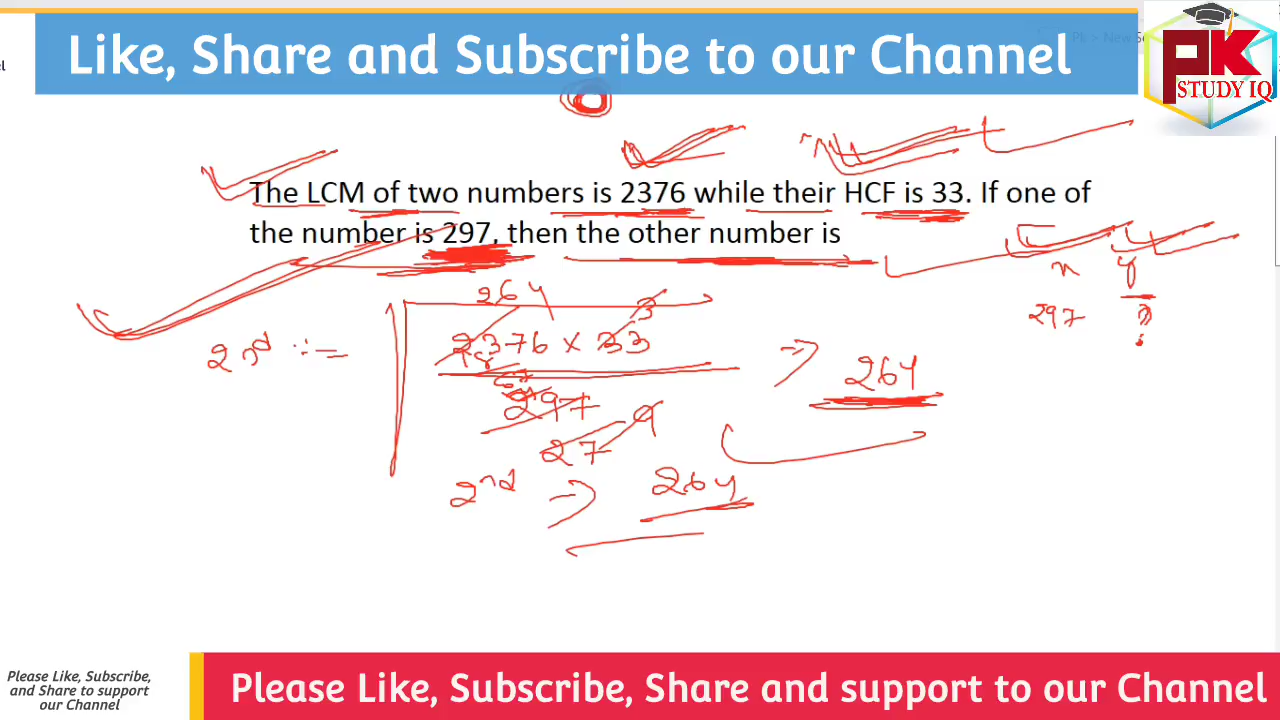 Like, Share and Subscribe to our Channel
PK
STUDY IQ
The LCM of two numbers is 2376 while their HCF is 33. If one of
the number is 297, then the other number is
x y
297 ?
264 3
2nd :- 2376 × 33 => 264
297
27 9
2nd => 264
Please Like, Subscribe,
and Share to support
our Channel
Please Like, Subscribe, Share and support to our Channel